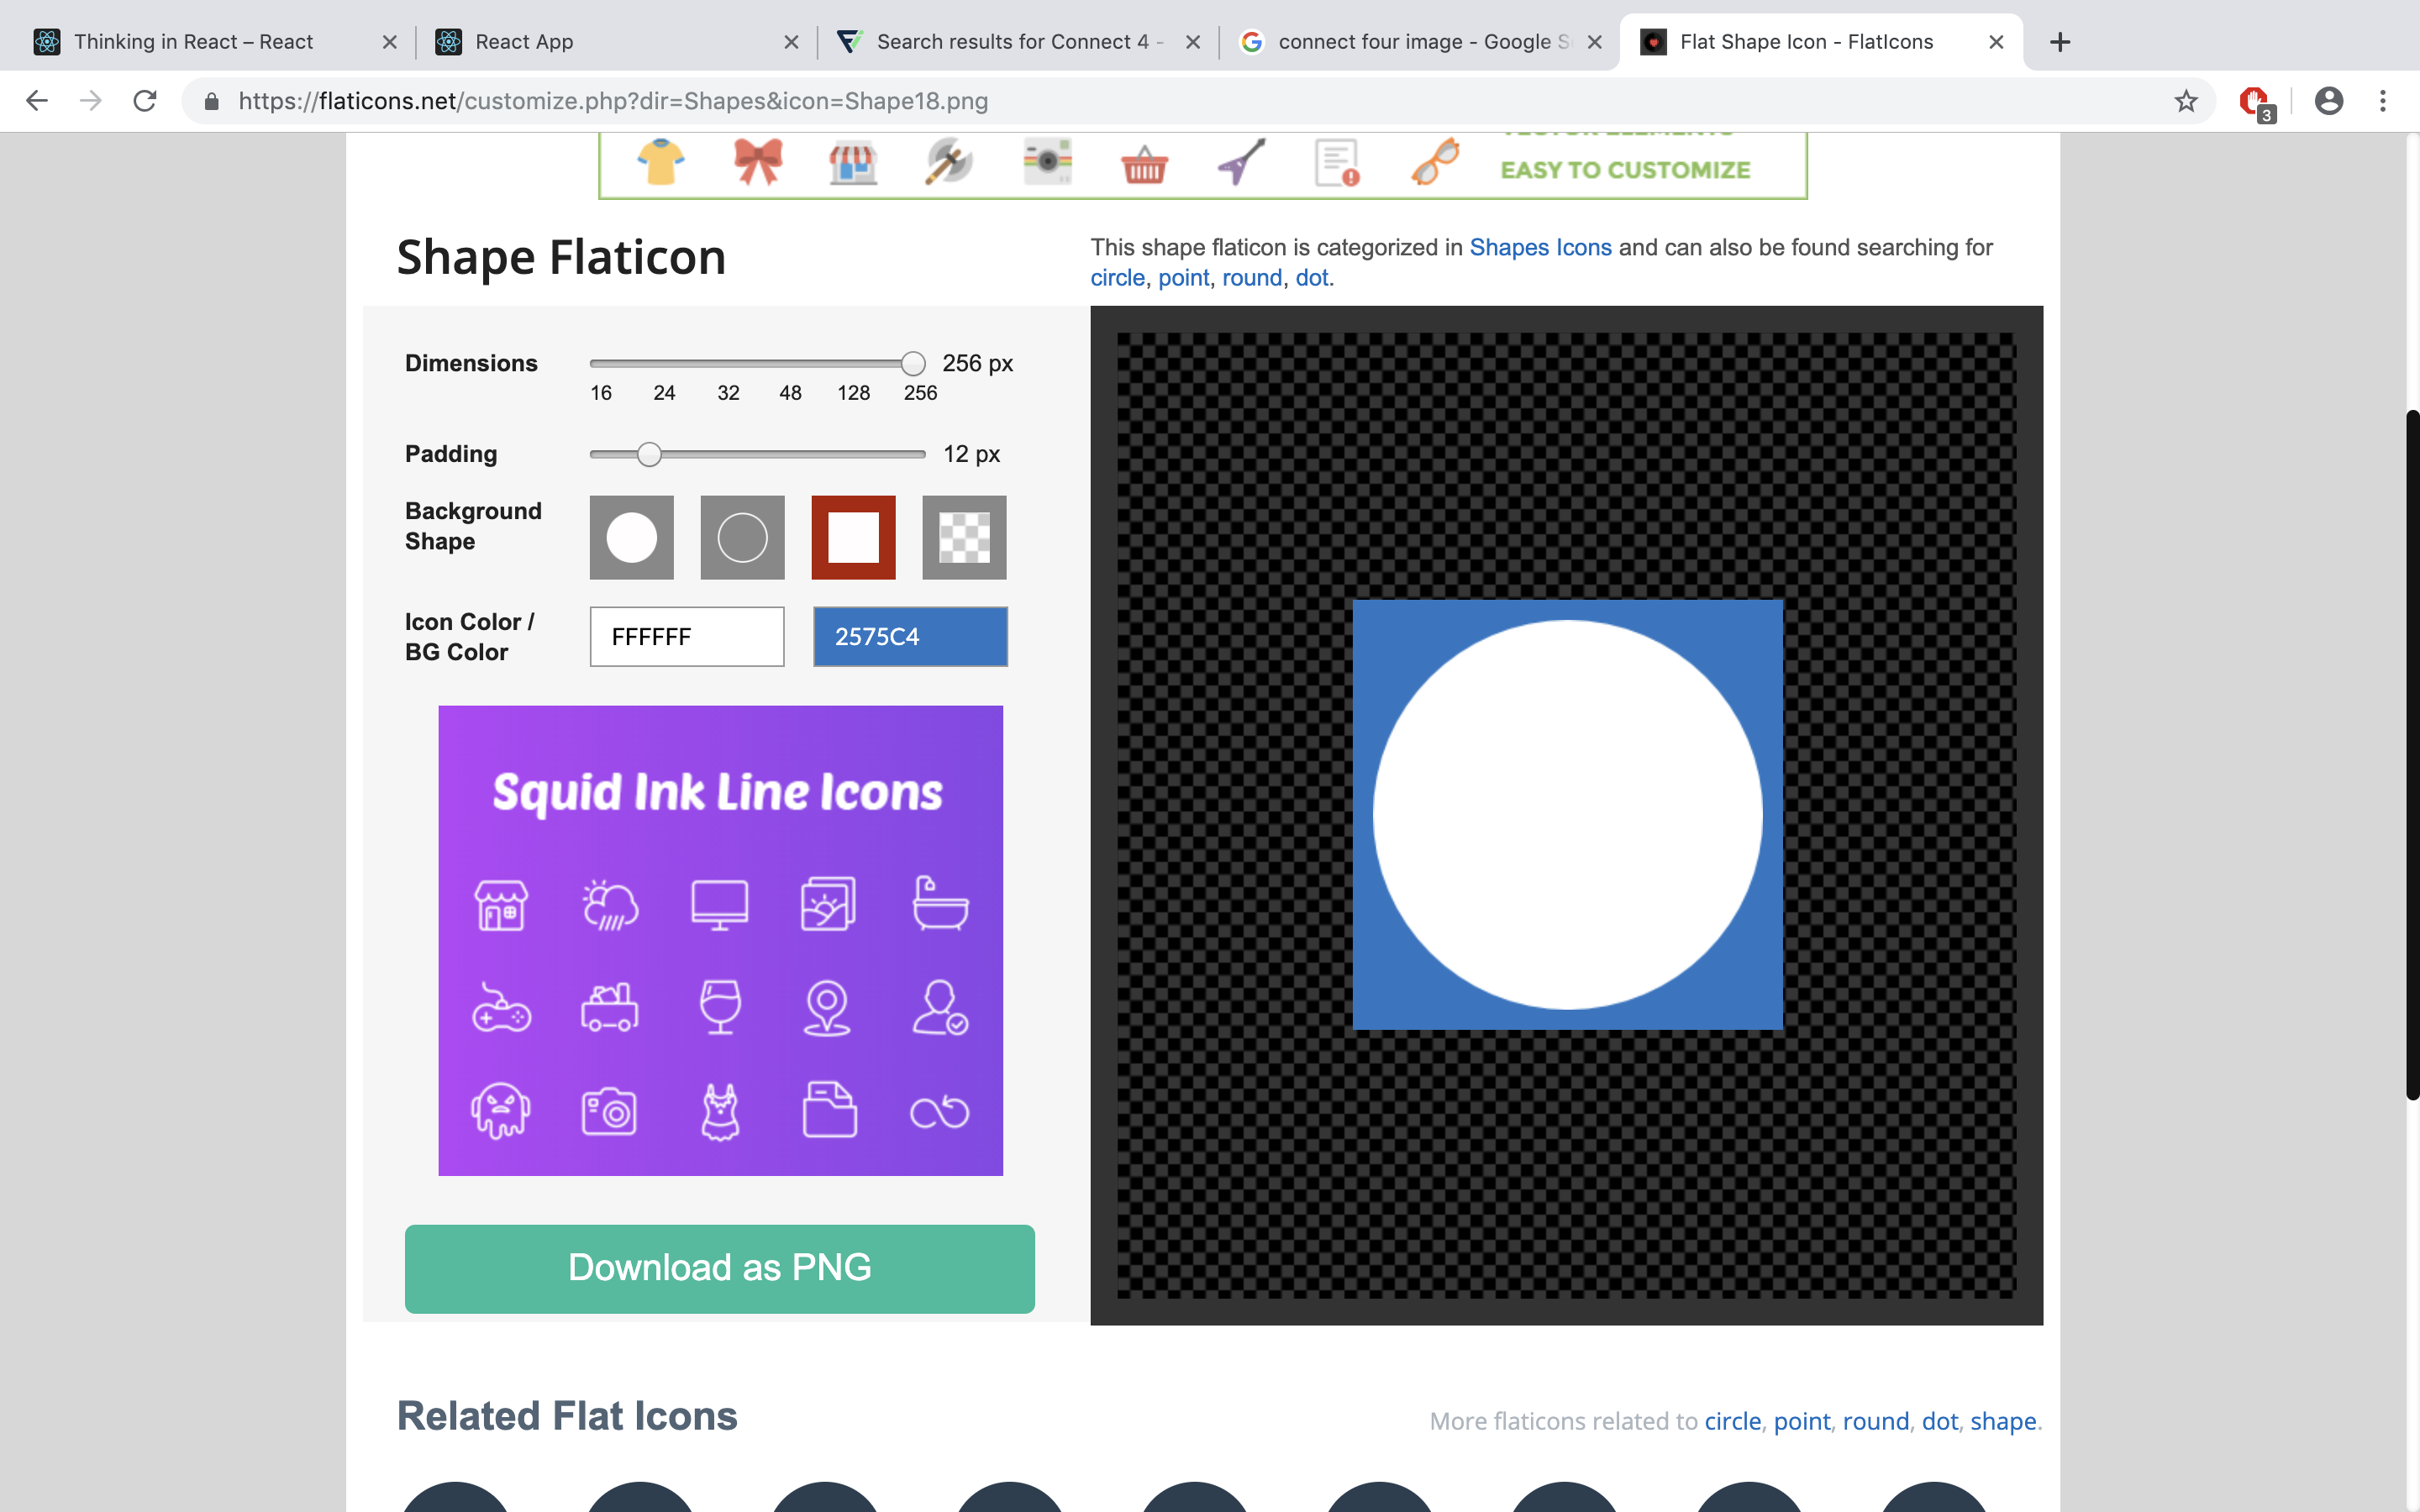 Thinking in React – React
React App
Search results for Connect 4 -
connect four image - Google S
Flat Shape Icon - FlatIcons
https://flaticons.net/customize.php?dir=Shapes&icon=Shape18.png
3
VECTOR ELEMENTS
EASY TO CUSTOMIZE
Shape Flaticon
This shape flaticon is categorized in Shapes Icons and can also be found searching for
circle, point, round, dot.
Dimensions
256 px
16 24 32 48 128 256
Padding
12 px
Background
Shape
Icon Color /
BG Color
FFFFFF
2575C4
Squid Ink Line Icons
Download as PNG
Related Flat Icons
More flaticons related to circle, point, round, dot, shape.